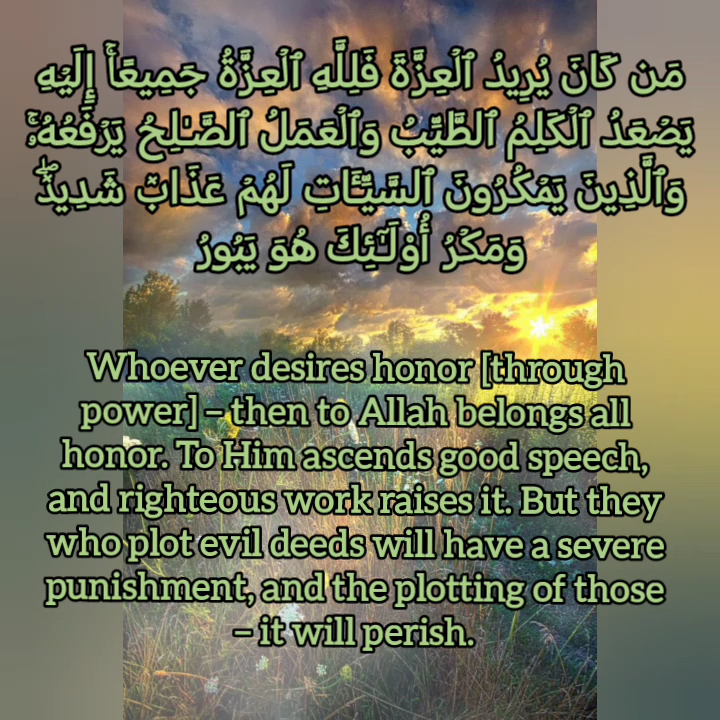 مَن كَانَ يُرِيدُ ٱلْعِزَّةَ فَلِلَّهِ ٱلْعِزَّةُ جَمِيعًاۚ إِلَيْهِ
يَصْعَدُ ٱلْكَلِمُ ٱلطَّيِّبُ وَٱلْعَمَلُ ٱلصَّـٰلِحُ يَرْفَعُهُۥۚ
وَٱلَّذِينَ يَمْكُرُونَ ٱلسَّيِّـَٔاتِ لَهُمْ عَذَابٌ شَدِيدٌۖ
وَمَكْرُ أُو۟لَـٰٓئِكَ هُوَ يَبُورُ
Whoever desires honor [through
power] – then to Allah belongs all
honor. To Him ascends good speech,
and righteous work raises it. But they
who plot evil deeds will have a severe
punishment, and the plotting of those
– it will perish.